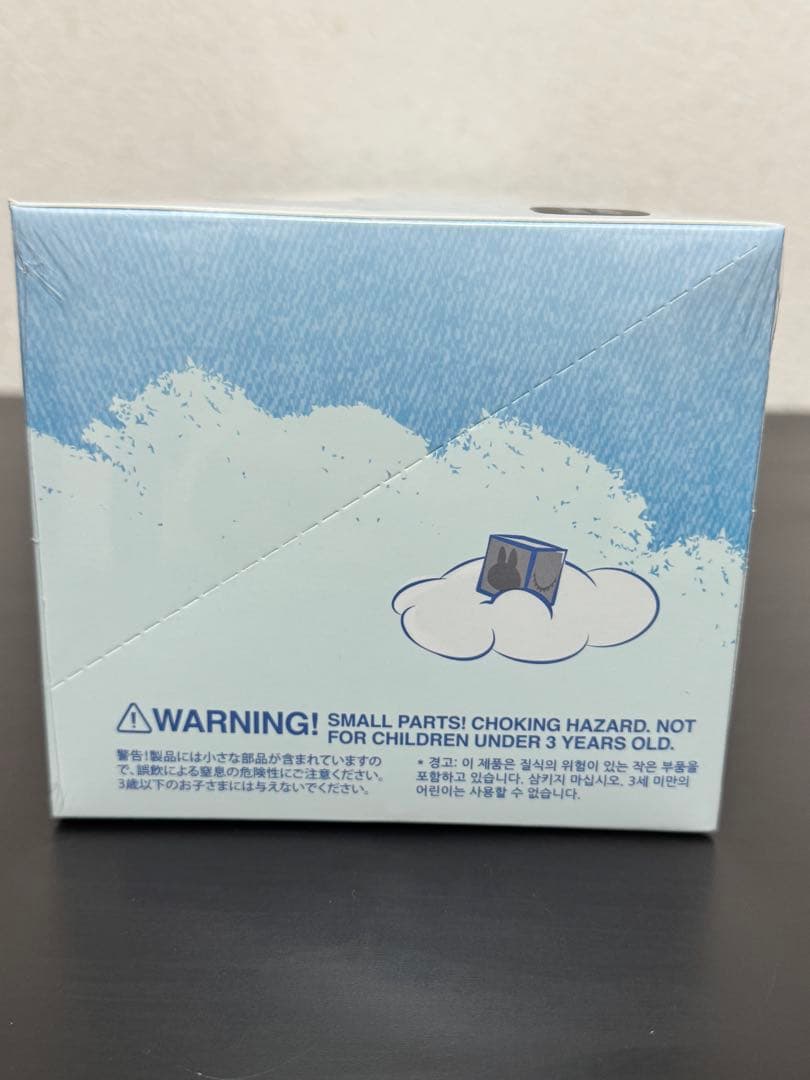 WARNING! SMALL PARTS! CHOKING HAZARD. NOT
FOR CHILDREN UNDER 3 YEARS OLD.
警告!製品には小さな部品が含まれていますの
で、誤飲による窒息の危険性にご注意ください。
3歳以下のお子さまには与えないでください。
* 경고: 이 제품은 질식의 위험이 있는 작은 부품을
포함하고 있습니다. 삼키지 마십시오. 3세 미만의
어린이는 사용할 수 없습니다.